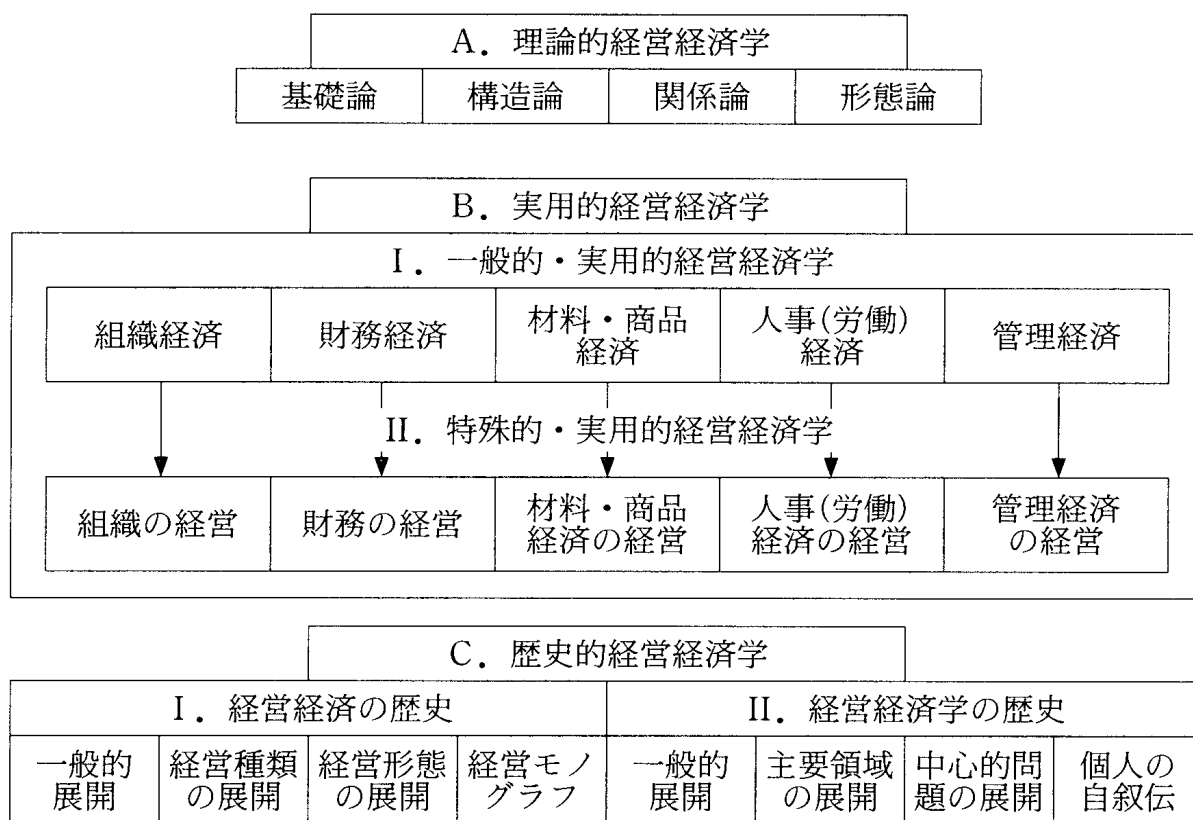 A．理論的経営経済学
基礎論
構造論
関係論
形態論
B．実用的経営経済学
I．一般的・実用的経営経済学
組織経済
財務経済
材料・商品
経済
人事(労働)
経済
管理経済
II．特殊的・実用的経営経済学
組織の経営
財務の経営
材料・商品
経済の経営
人事(労働)
経済の経営
管理経済
の経営
C．歴史的経営経済学
I．経営経済の歴史
II．経営経済学の歴史
一般的
展開
経営種類
の展開
経営形態
の展開
経営モノ
グラフ
一般的
展開
主要領域
の展開
中心的問
題の展開
個人の
自叙伝